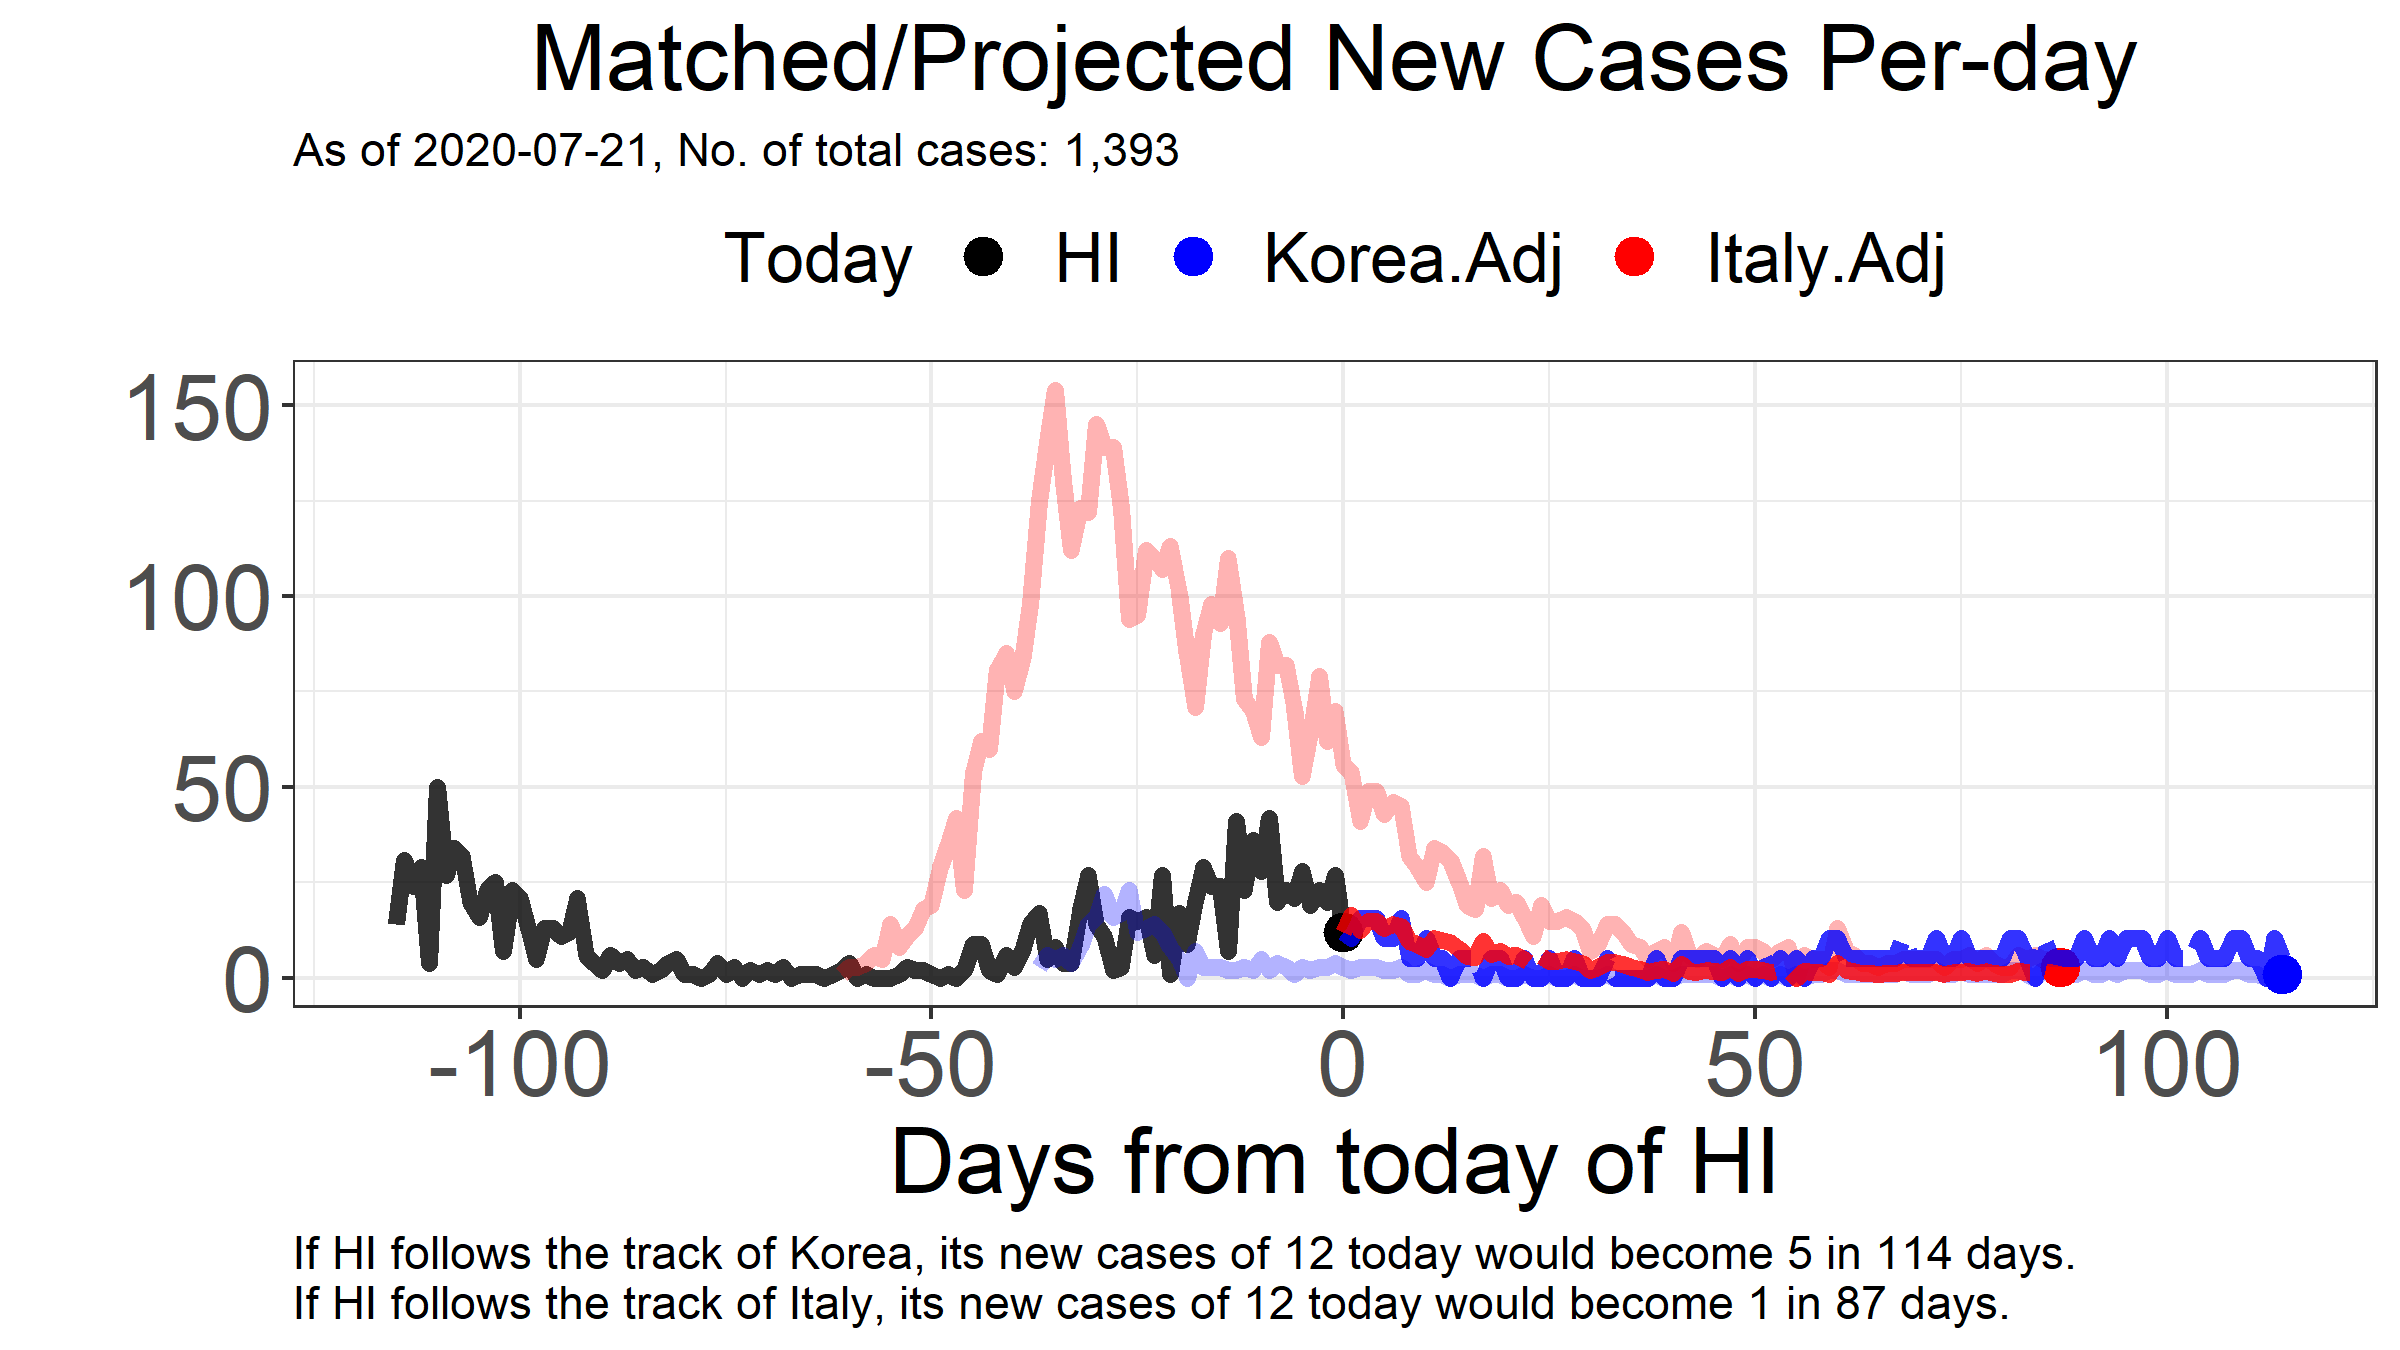 Matched/Projected New Cases Per-day
As of 2020-07-21, No. of total cases: 1,393
Today HI Korea.Adj Italy.Adj
150
100
50
0
-100 -50 0 50 100
Days from today of HI
If HI follows the track of Korea, its new cases of 12 today would become 5 in 114 days.
If HI follows the track of Italy, its new cases of 12 today would become 1 in 87 days.